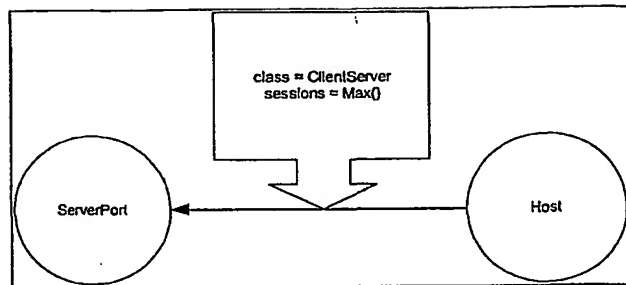 class = ClientServer
sessions = Max()
ServerPort
Host